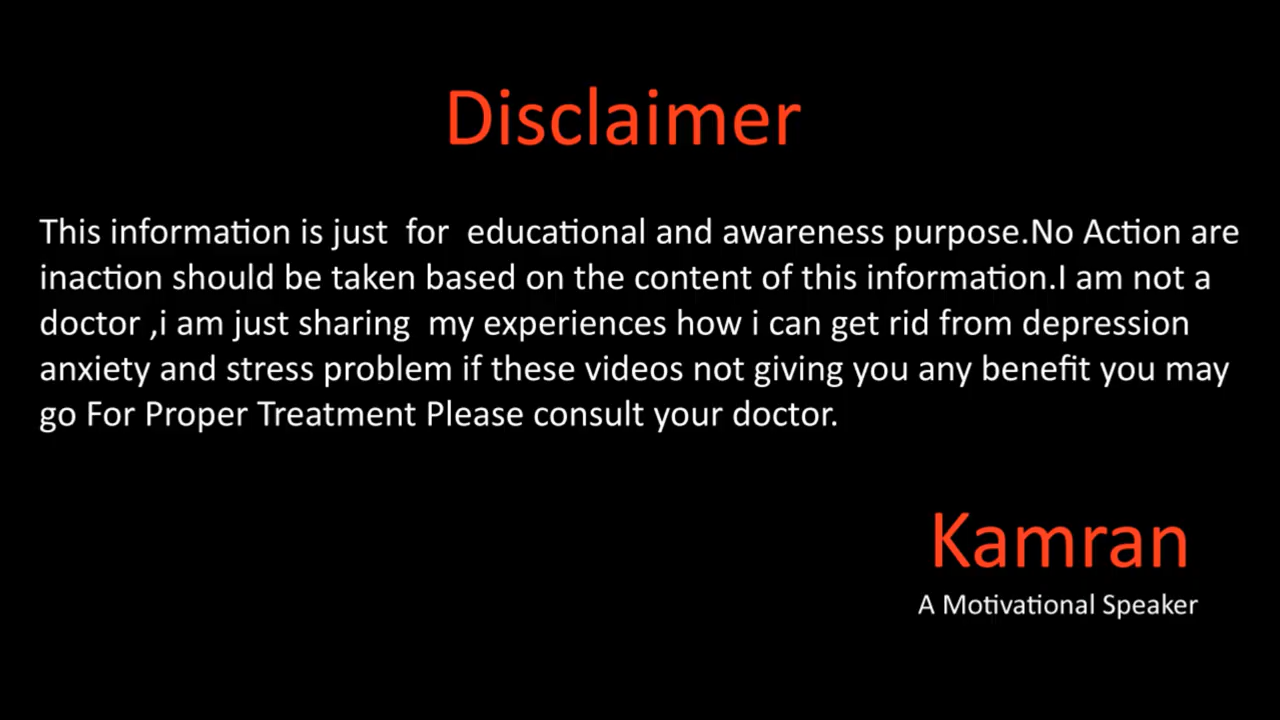 Disclaimer
This information is just  for  educational and awareness purpose.No Action are
inaction should be taken based on the content of this information.I am not a
doctor ,i am just sharing  my experiences how i can get rid from depression
anxiety and stress problem if these videos not giving you any benefit you may
go For Proper Treatment Please consult your doctor.
Kamran
A Motivational Speaker